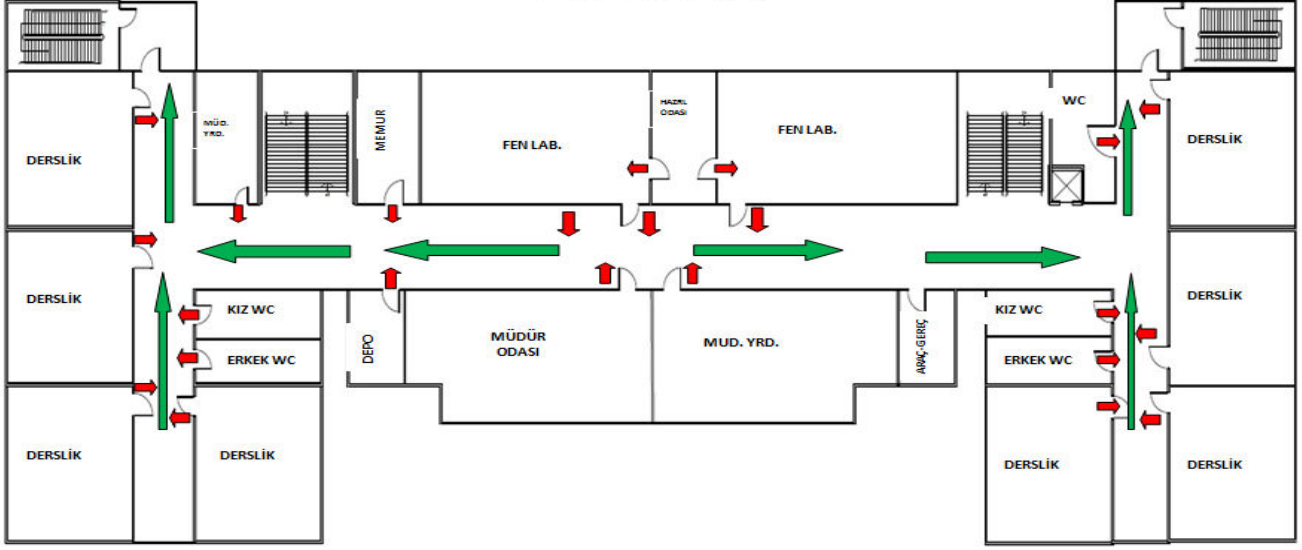 WC
MÜD.
YRD.
MEMUR
HAZRL
ODASI
FEN LAB.
FEN LAB.
DERSLİK
DERSLİK
DERSLİK
DERSLİK
KIZ WC
KIZ WC
MÜDÜR
ODASI
MUD. YRD.
DEPO
ARAÇ-GEREÇ
ERKEK WC
ERKEK WC
DERSLİK
DERSLİK
DERSLİK
DERSLİK